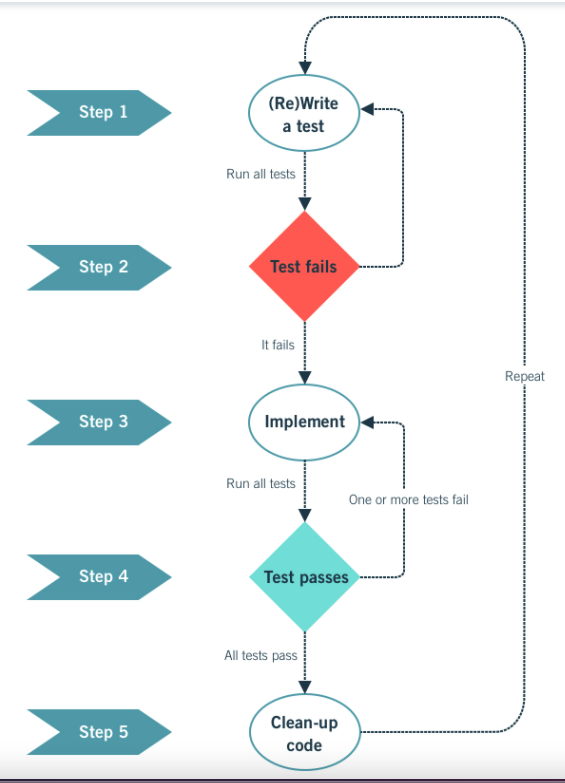 Step 1
(Re)Write
a test
Run all tests
Step 2
Test fails
It fails
Repeat
Step 3
Implement
Run all tests
One or more tests fail
Step 4
Test passes
All tests pass
Step 5
Clean-up
code